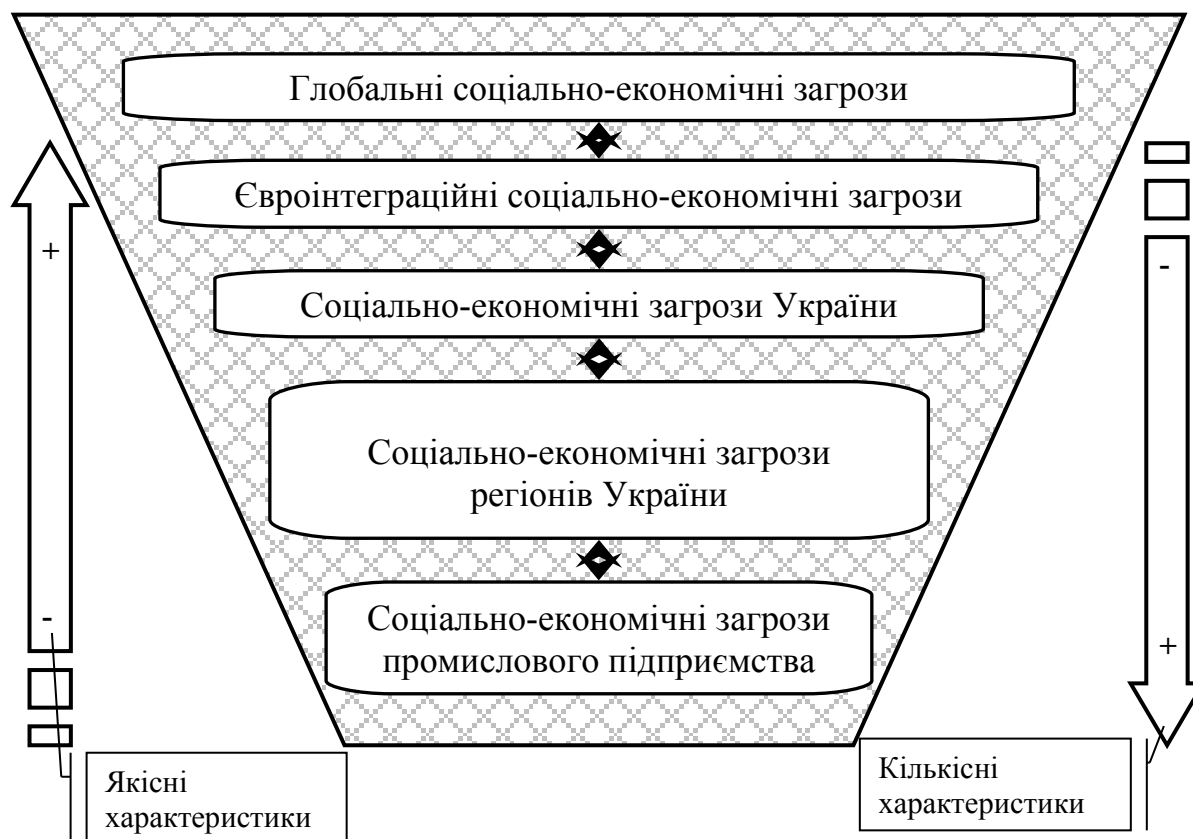 Глобальні соціально-економічні загрози
Євроінтеграційні соціально-економічні загрози
+
-
Соціально-економічні загрози України
Соціально-економічні загрози
регіонів України
Соціально-економічні загрози
промислового підприємства
-
+
Якісні
характеристики
Кількісні
характеристики